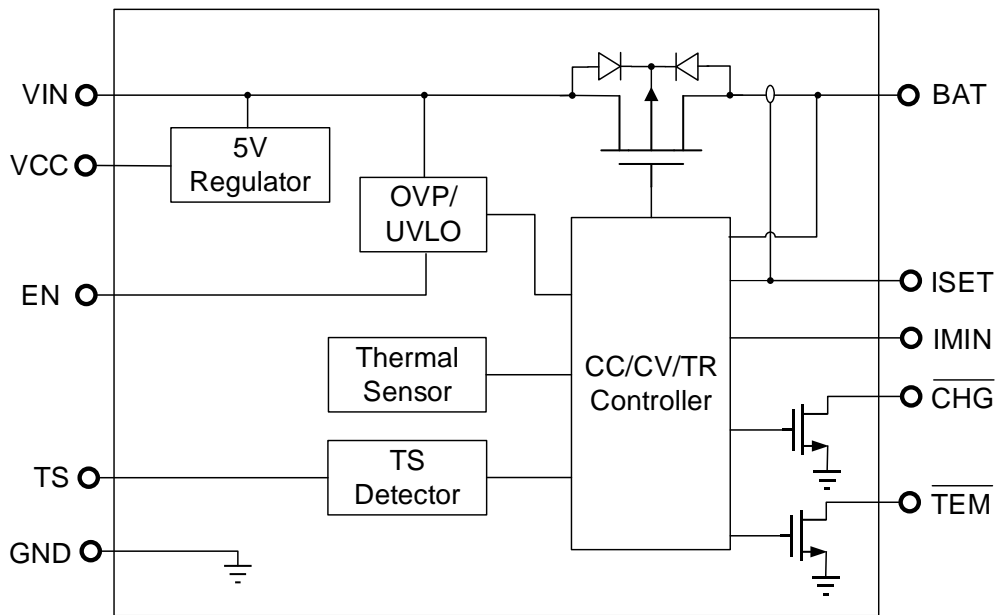 VIN
BAT
5V
Regulator
VCC
OVP/
UVLO
EN
ISET
IMIN
Thermal
Sensor
CC/CV/TR
Controller
CHG
TS
TS
Detector
TEM
GND